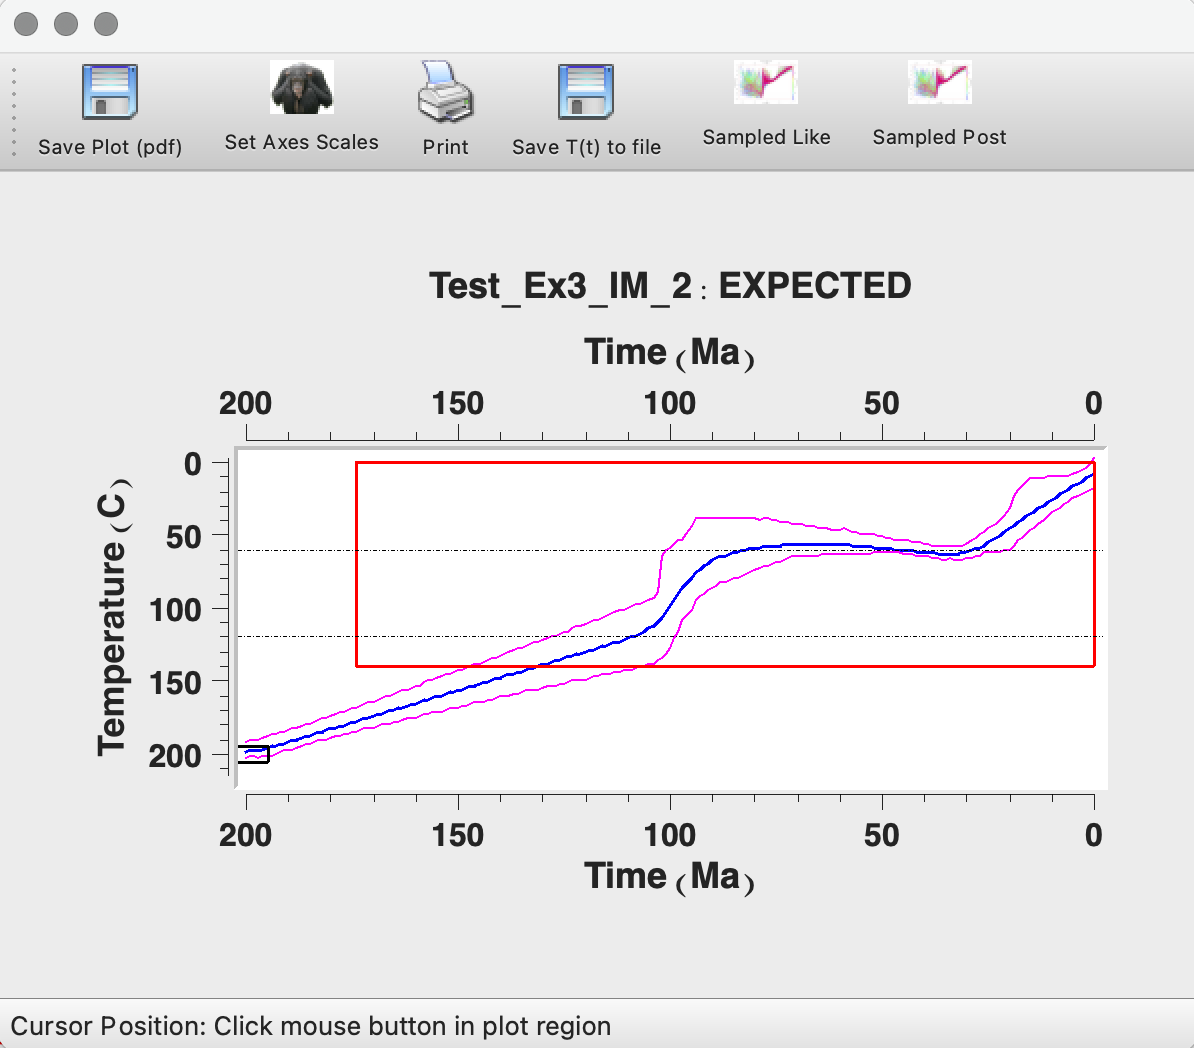 Save Plot (pdf)
Set Axes Scales
Print
Save T(t) to file
Sampled Like
Sampled Post
Test_Ex3_IM_2 : EXPECTED
Time (Ma)
200 150 100 50 0
Temperature (C)
0
50
100
150
200
200 150 100 50 0
Time (Ma)
Cursor Position: Click mouse button in plot region